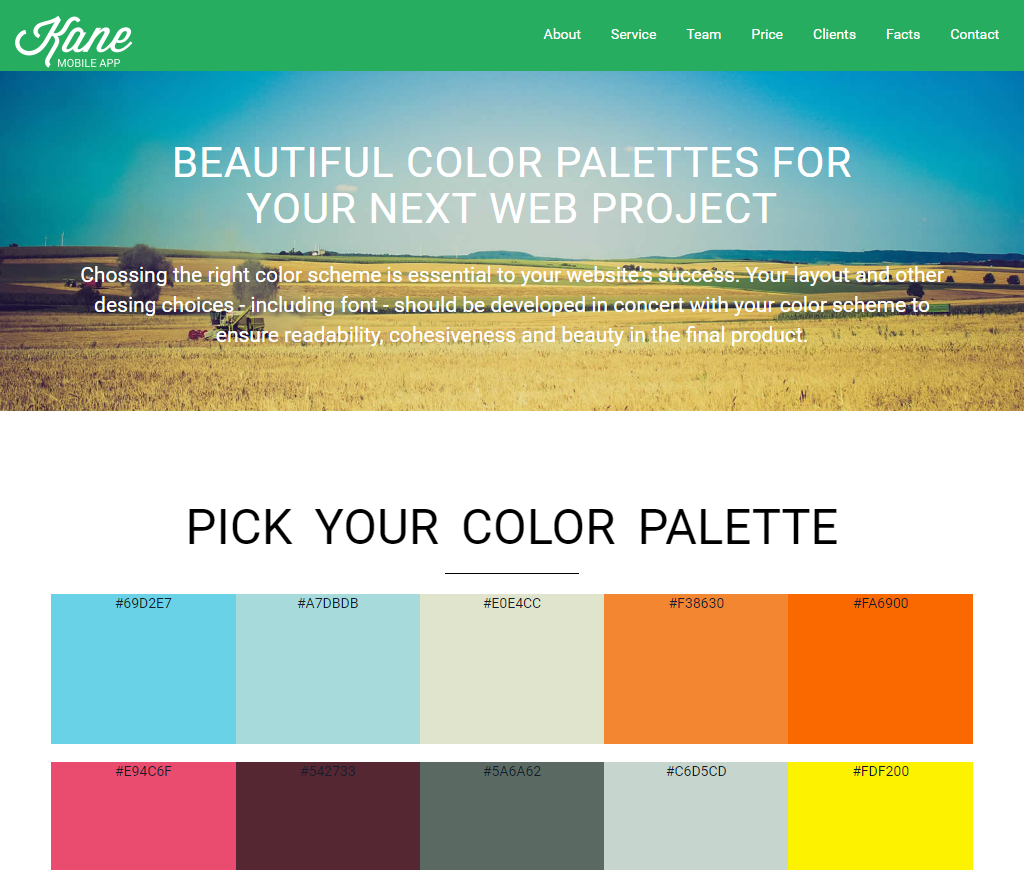 Kane
MOBILE APP
About Service Team Price Clients Facts Contact
BEAUTIFUL COLOR PALETTES FOR
YOUR NEXT WEB PROJECT
Chossing the right color scheme is essential to your website's success. Your layout and other
desing choices - including font - should be developed in concert with your color scheme to
ensure readability, cohesiveness and beauty in the final product.
PICK YOUR COLOR PALETTE
#69D2E7 #A7DBDB #E0E4CC #F38630 #FA6900
#E94C6F #542733 #5A6A62 #C6D5CD #FDF200